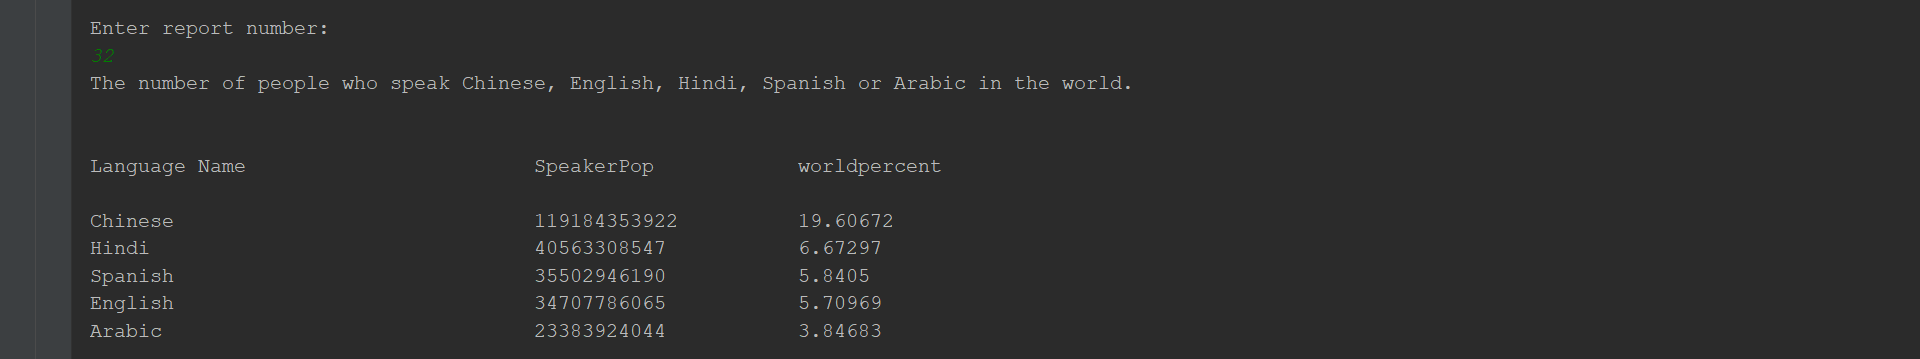 Enter report number:
32
The number of people who speak Chinese, English, Hindi, Spanish or Arabic in the world.
Language Name SpeakerPop worldpercent
Chinese 119184353922 19.60672
Hindi 40563308547 6.67297
Spanish 35502946190 5.8405
English 34707786065 5.70969
Arabic 23383924044 3.84683